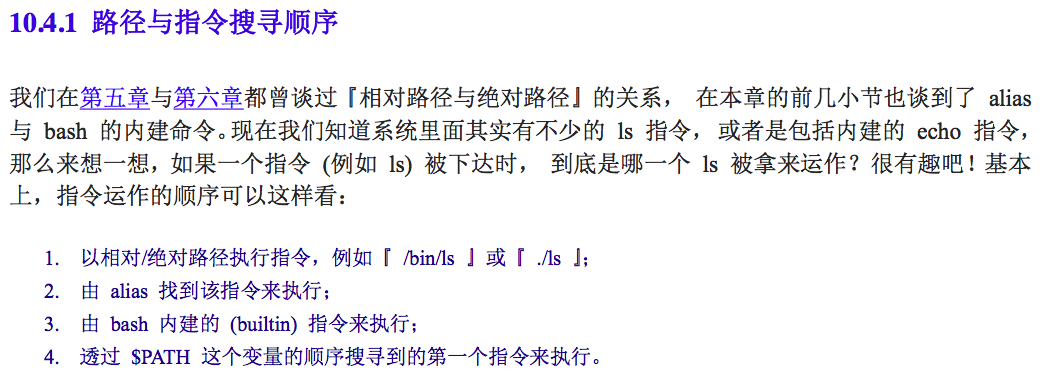 10.4.1 路径与指令搜寻顺序
我们在第五章与第六章都曾谈过『相对路径与绝对路径』的关系， 在本章的前几小节也谈到了 alias
与 bash 的内建命令。现在我们知道系统里面其实有不少的 ls 指令，或者是包括内建的 echo 指令，
那么来想一想，如果一个指令 (例如 ls) 被下达时， 到底是哪一个 ls 被拿来运作？很有趣吧！基本
上，指令运作的顺序可以这样看：
1. 以相对/绝对路径执行指令，例如『 /bin/ls 』或『 ./ls 』；
2. 由 alias 找到该指令来执行；
3. 由 bash 内建的 (builtin) 指令来执行；
4. 透过 $PATH 这个变量的顺序搜寻到的第一个指令来执行。